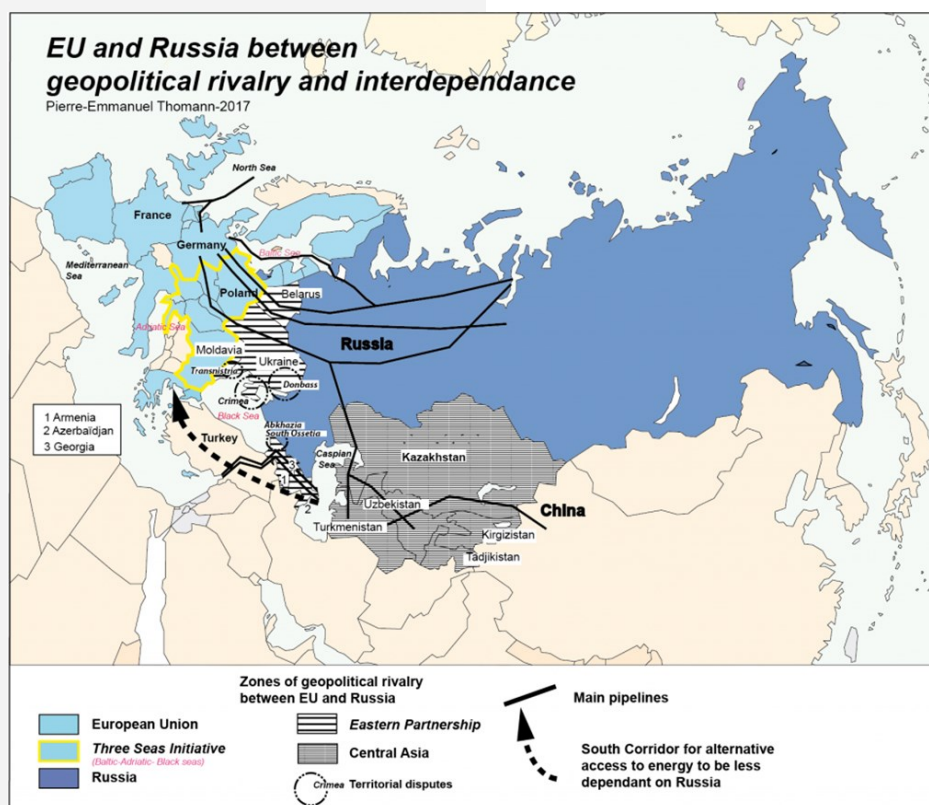 EU and Russia between
geopolitical rivalry and interdependance
Pierre-Emmanuel Thomann-2017
North Sea
France
Germany
Baltic Sea
Mediterranean
Sea
2
Poland
Belarus
Adriatic Sea
Russia
Moldavia
Ukraine
Transnistria
Donbass
Crimea
Black Sea
1 Armenia
2 Azerbaïdjan
3 Georgia
Abkhazia
South Ossetia
Turkey
Caspian
Sea
Kazakhstan
3
1
2
Uzbekistan
China
Turkmenistan
Kirgizistan
Tadjikistan
Zones of geopolitical rivalry
between EU and Russia
Main pipelines
European Union
Eastern Partnership
Three Seas Initiative
(Baltic-Adriatic- Black seas)
Central Asia
South Corridor for alternative
access to energy to be less
dependant on Russia
Russia
Crimea
Territorial disputes